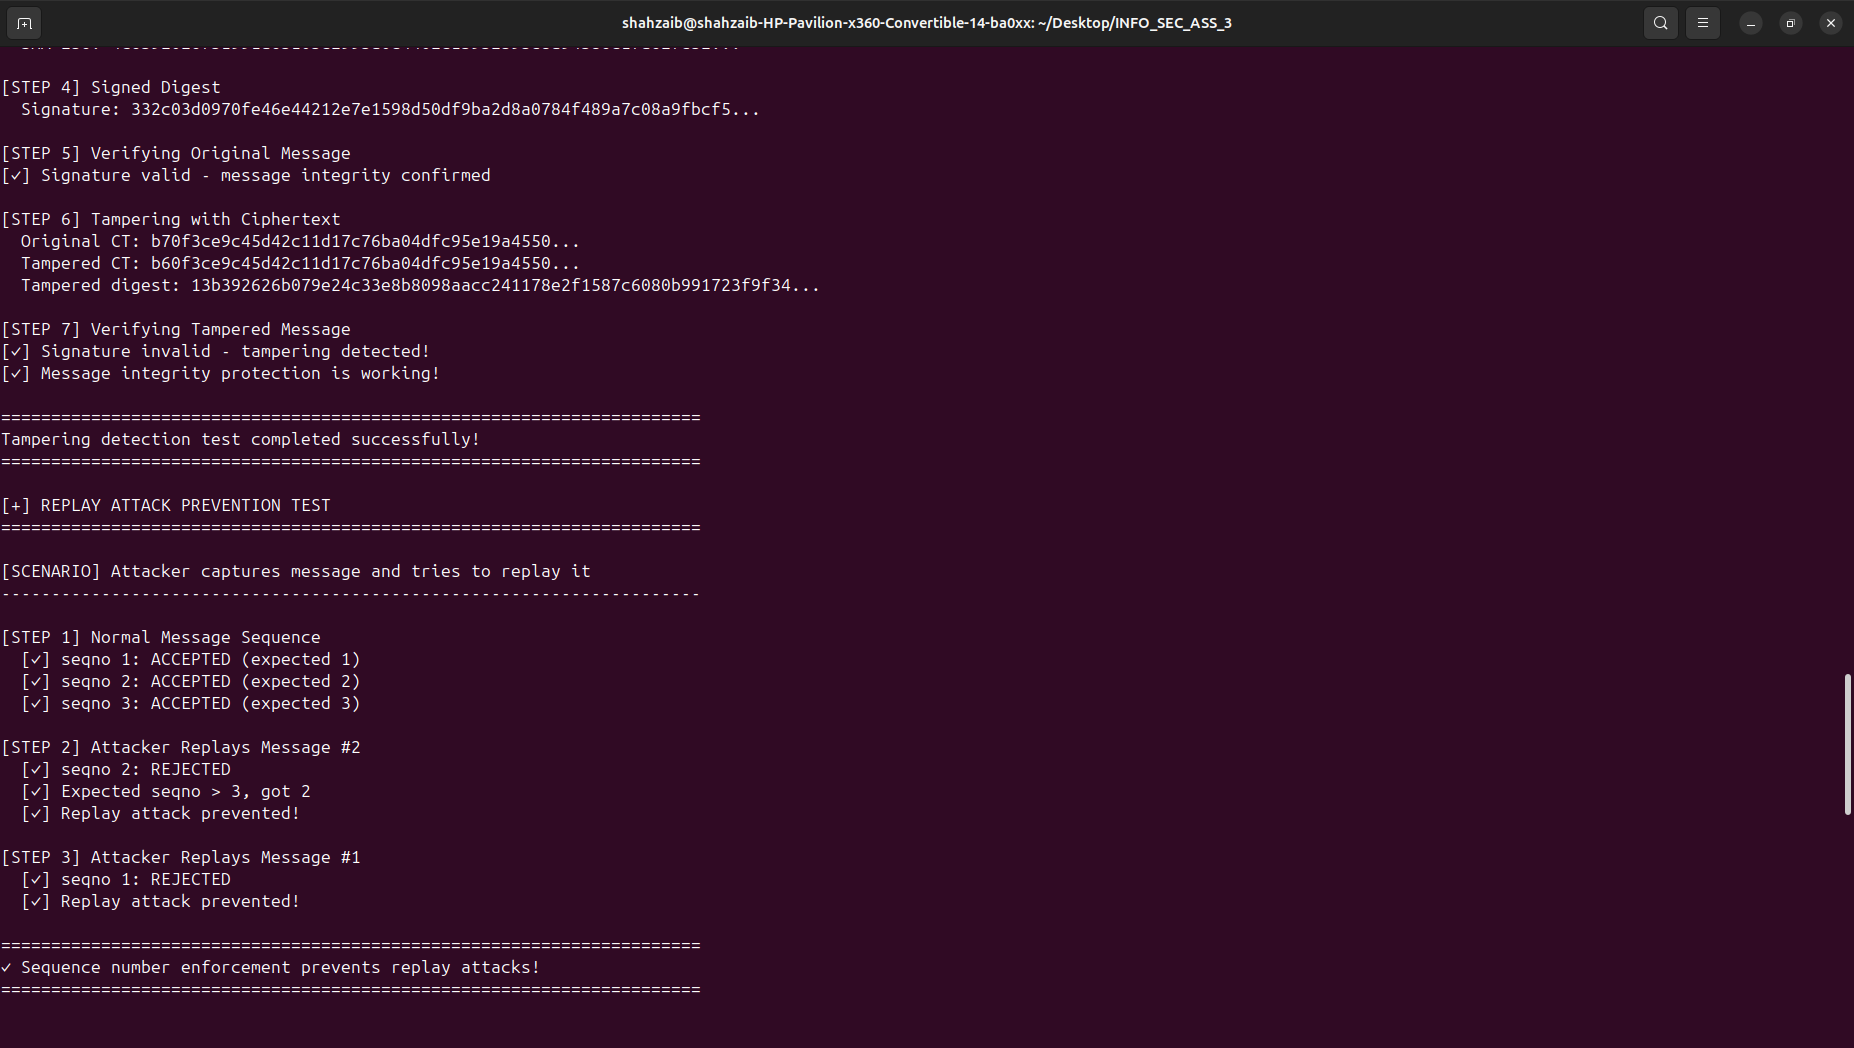 shahzaib@shahzaib-HP-Pavilion-x360-Convertible-14-ba0xx: ~/Desktop/INFO_SEC_ASS_3
[STEP 4] Signed Digest
  Signature: 332c03d0970fe46e44212e7e1598d50df9ba2d8a0784f489a7c08a9fbcf5...
[STEP 5] Verifying Original Message
[✓] Signature valid - message integrity confirmed
[STEP 6] Tampering with Ciphertext
  Original CT: b70f3ce9c45d42c11d17c76ba04dfc95e19a4550...
  Tampered CT: b60f3ce9c45d42c11d17c76ba04dfc95e19a4550...
  Tampered digest: 13b392626b079e24c33e8b8098aacc241178e2f1587c6080b991723f9f34...
[STEP 7] Verifying Tampered Message
[✓] Signature invalid - tampering detected!
[✓] Message integrity protection is working!
======================================================================
Tampering detection test completed successfully!
======================================================================
[+] REPLAY ATTACK PREVENTION TEST
======================================================================
[SCENARIO] Attacker captures message and tries to replay it
----------------------------------------------------------------------
[STEP 1] Normal Message Sequence
  [✓] seqno 1: ACCEPTED (expected 1)
  [✓] seqno 2: ACCEPTED (expected 2)
  [✓] seqno 3: ACCEPTED (expected 3)
[STEP 2] Attacker Replays Message #2
  [✓] seqno 2: REJECTED
  [✓] Expected seqno > 3, got 2
  [✓] Replay attack prevented!
[STEP 3] Attacker Replays Message #1
  [✓] seqno 1: REJECTED
  [✓] Replay attack prevented!
======================================================================
✓ Sequence number enforcement prevents replay attacks!
======================================================================